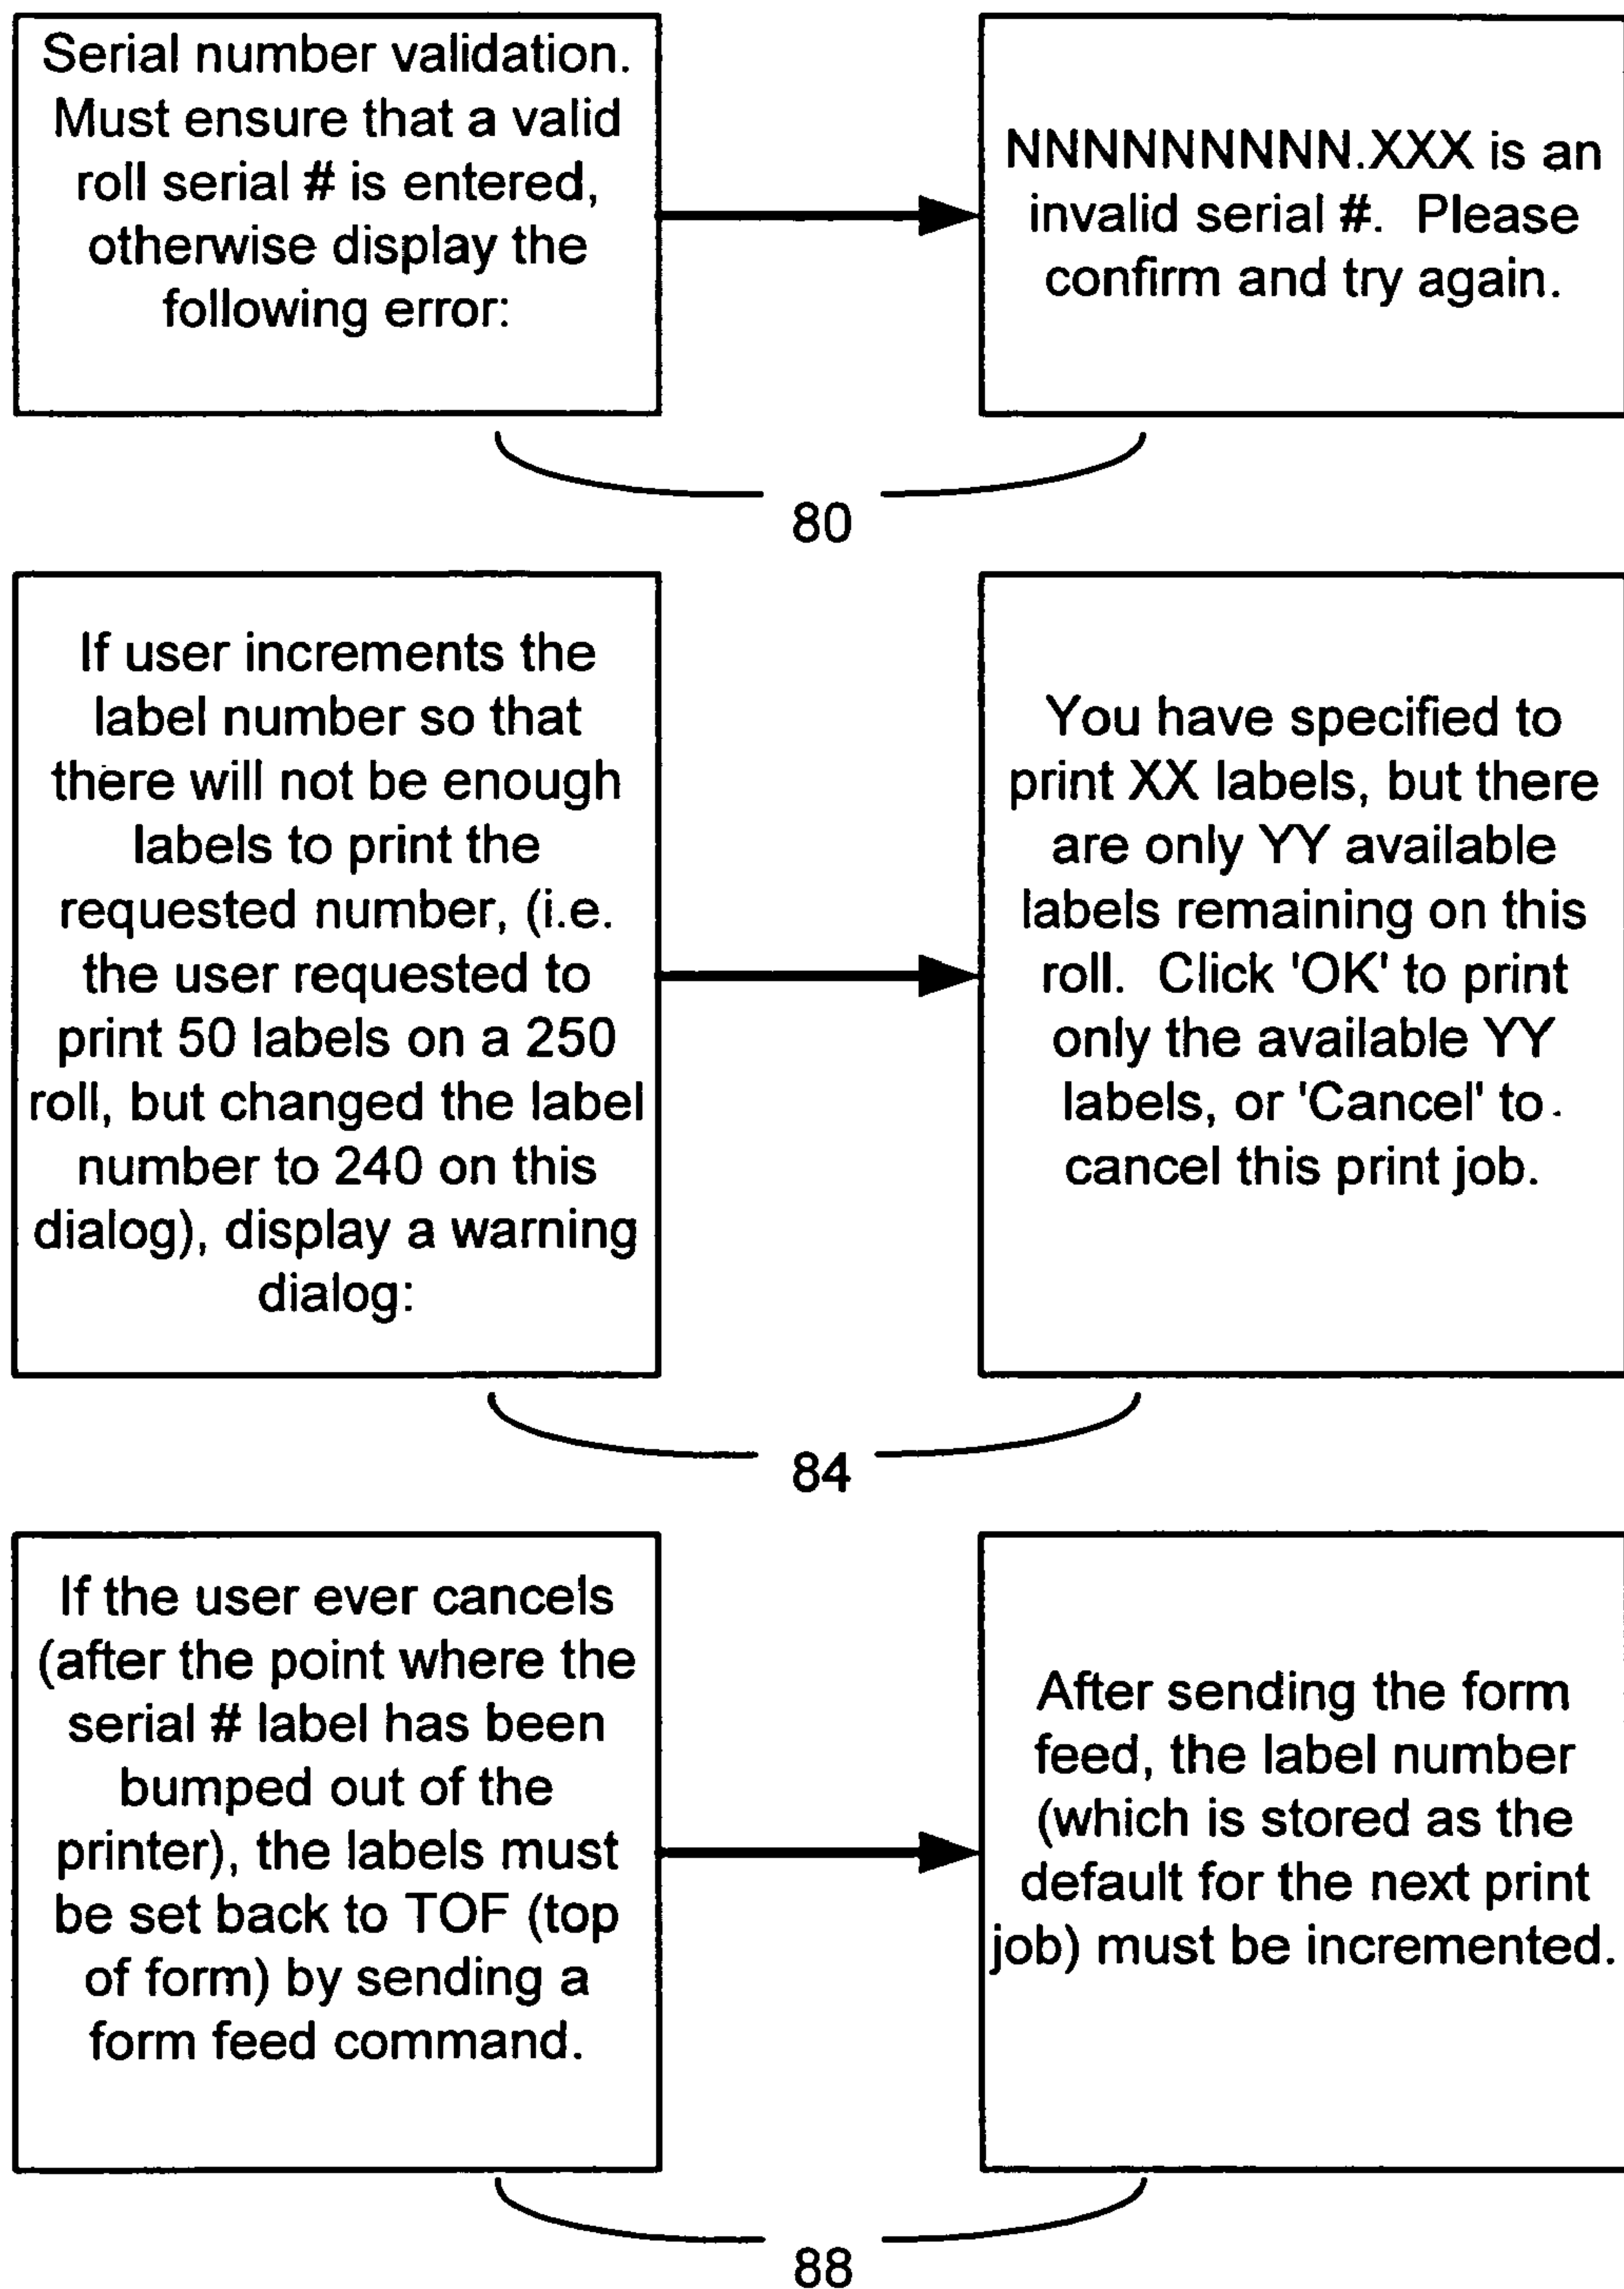 Serial number validation.
Must ensure that a valid
roll serial # is entered,
otherwise display the
following error:
NNNNNNNNN.XXX is an
invalid serial #. Please
confirm and try again.
80
If user increments the
label number so that
there will not be enough
labels to print the
requested number, (i.e.
the user requested to
print 50 labels on a 250
roll, but changed the label
number to 240 on this
dialog), display a warning
dialog:
You have specified to
print XX labels, but there
are only YY available
labels remaining on this
roll. Click 'OK' to print
only the available YY
labels, or 'Cancel' to
cancel this print job.
84
If the user ever cancels
(after the point where the
serial # label has been
bumped out of the
printer), the labels must
be set back to TOF (top
of form) by sending a
form feed command.
After sending the form
feed, the label number
(which is stored as the
default for the next print
job) must be incremented.
88